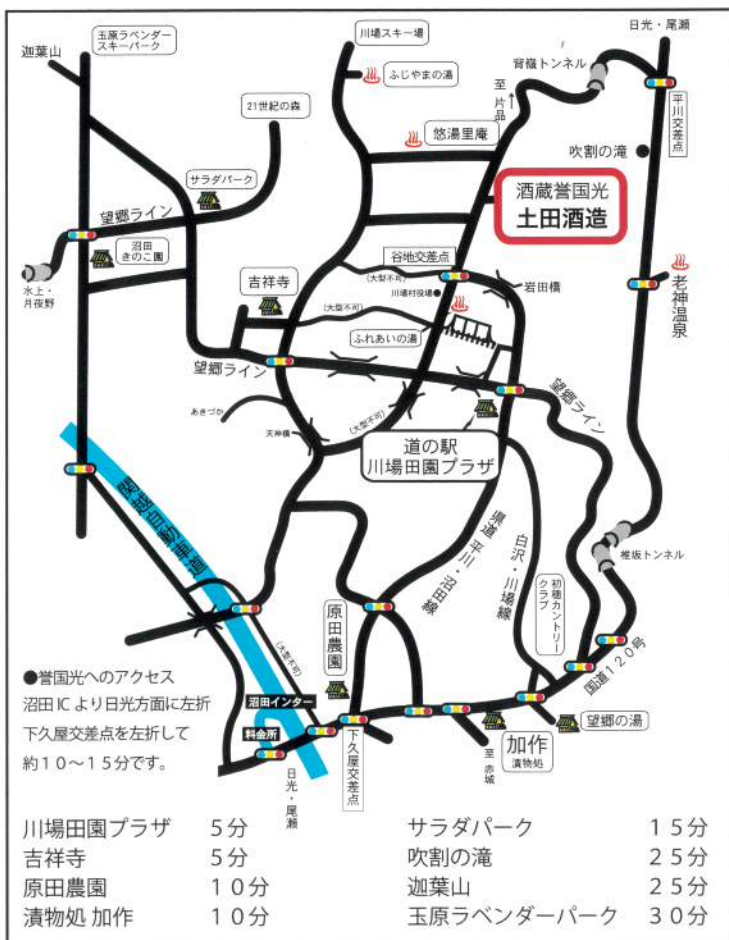 玉原ラベンダー
スキーパーク
迦葉山
川場スキー場
日光・尾瀬
ふじやまの湯
背嶺トンネル
至 片品
平川交差点
21世紀の森
悠湯里庵
吹割の滝
サラダパーク
酒蔵誉国光
土田酒造
望郷ライン
沼田
きのこ園
水上・
月夜野
谷地交差点
(大型不可)
川場村役場
岩田橋
老神温泉
吉祥寺
(大型不可)
ふれあいの湯
望郷ライン
望郷ライン
あきづか
天神橋
(大型不可)
道の駅
川場田園プラザ
関越自動車道
県道 平川・沼田線
白沢・川場線
椎坂トンネル
初穂カントリー
クラブ
原田農園
(大型不可)
国道120号
●誉国光へのアクセス
沼田ICより日光方面に左折
下久屋交差点を左折して
約10～15分です。
沼田インター
料金所
日光・尾瀬
下久屋交差点
至 赤城
加作
漬物処
望郷の湯
川場田園プラザ 5分
吉祥寺 5分
原田農園 10分
漬物処 加作 10分
サラダパーク 15分
吹割の滝 25分
迦葉山 25分
玉原ラベンダーパーク 30分